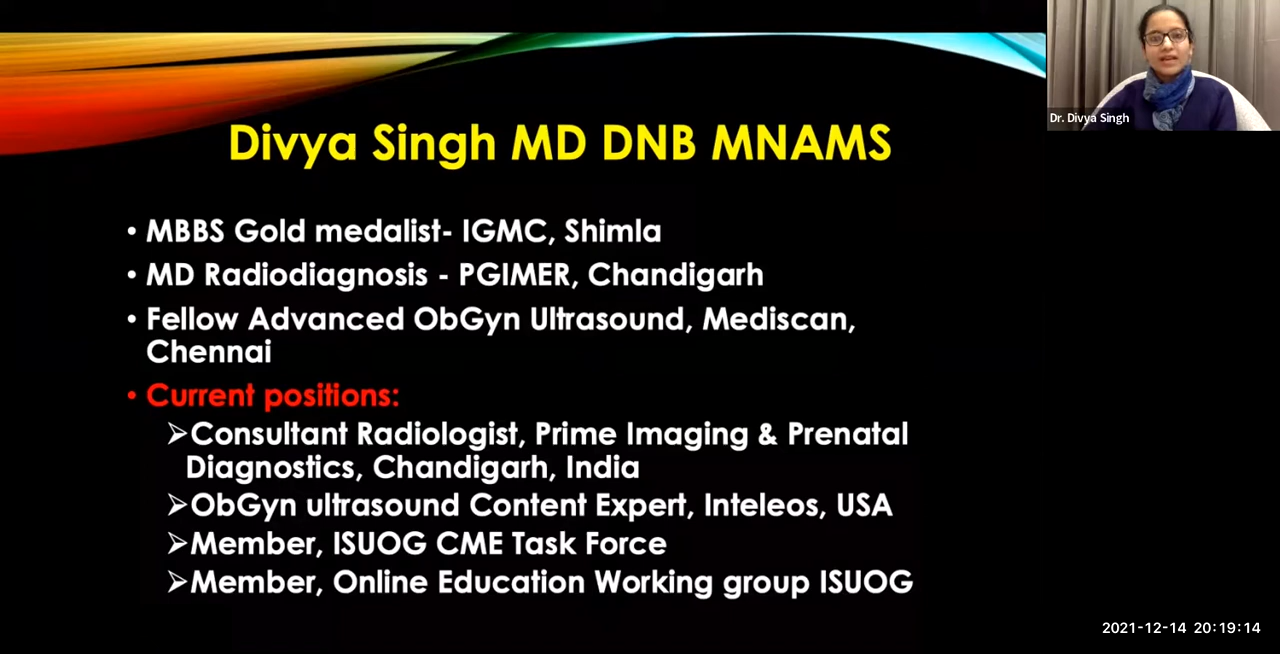 Dr. Divya Singh
Divya Singh MD DNB MNAMS
• MBBS Gold medalist- IGMC, Shimla
• MD Radiodiagnosis - PGIMER, Chandigarh
• Fellow Advanced ObGyn Ultrasound, Mediscan,
Chennai
• Current positions:
➢Consultant Radiologist, Prime Imaging & Prenatal
Diagnostics, Chandigarh, India
➢ObGyn ultrasound Content Expert, Inteleos, USA
➢Member, ISUOG CME Task Force
➢Member, Online Education Working group ISUOG
2021-12-14 20:19:14